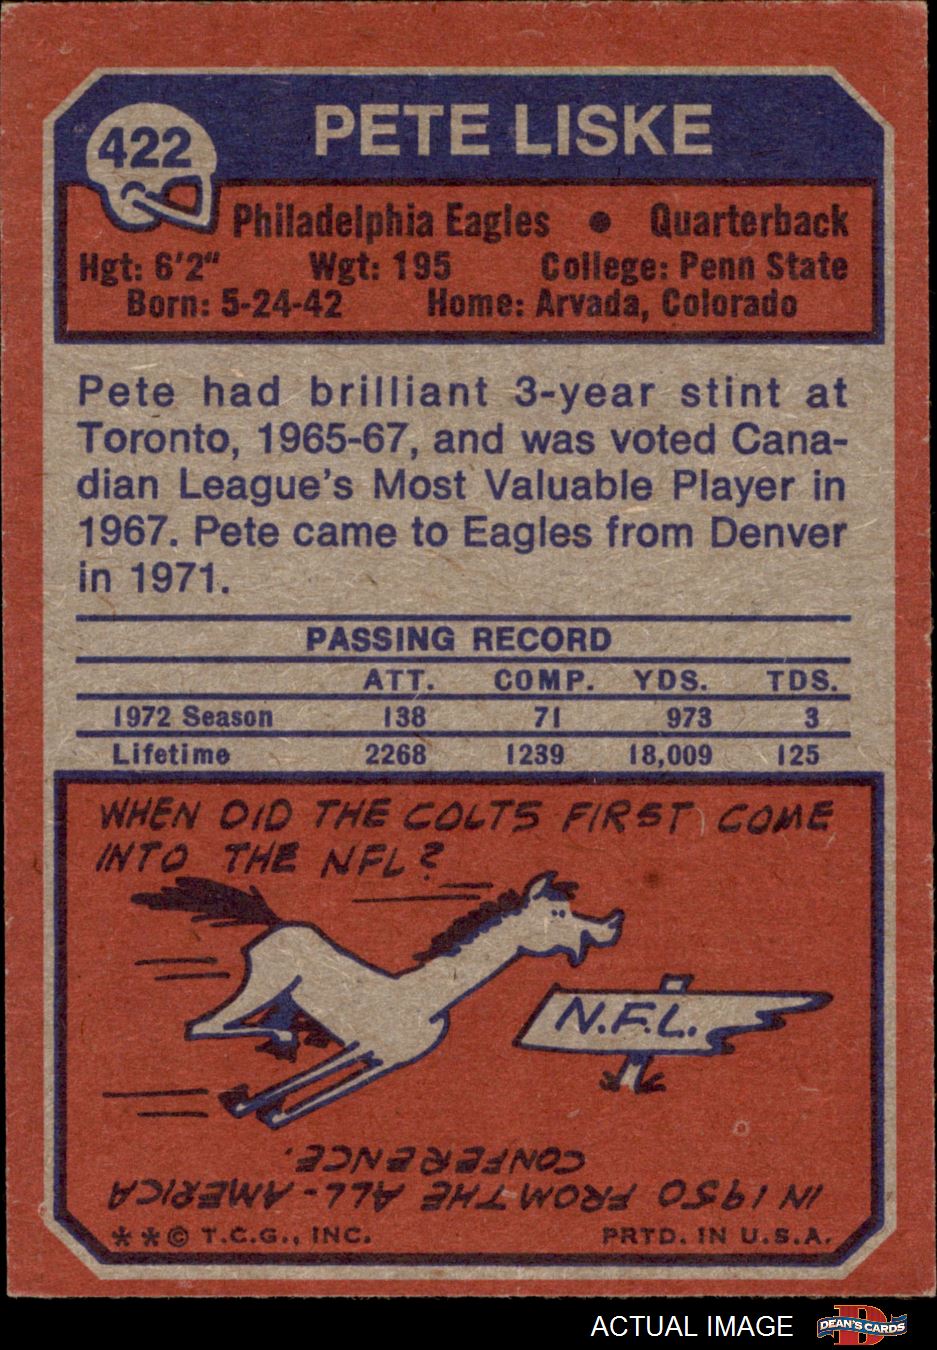 422
PETE LISKE
Philadelphia Eagles • Quarterback
Hgt: 6'2" Wgt: 195 College: Penn State
Born: 5-24-42 Home: Arvada, Colorado
Pete had brilliant 3-year stint at
Toronto, 1965-67, and was voted Cana-
dian League's Most Valuable Player in
1967. Pete came to Eagles from Denver
in 1971.
PASSING RECORD
ATT. COMP. YDS. TDS.
1972 Season 138 71 973 3
Lifetime 2268 1239 18,009 125
WHEN DID THE COLTS FIRST COME
INTO THE NFL?
N.F.L.
IN 1950 FROM THE ALL-AMERICA
CONFERENCE.
**© T.C.G., INC. PRTD. IN U.S.A.
ACTUAL IMAGE
D
DEAN'S CARDS